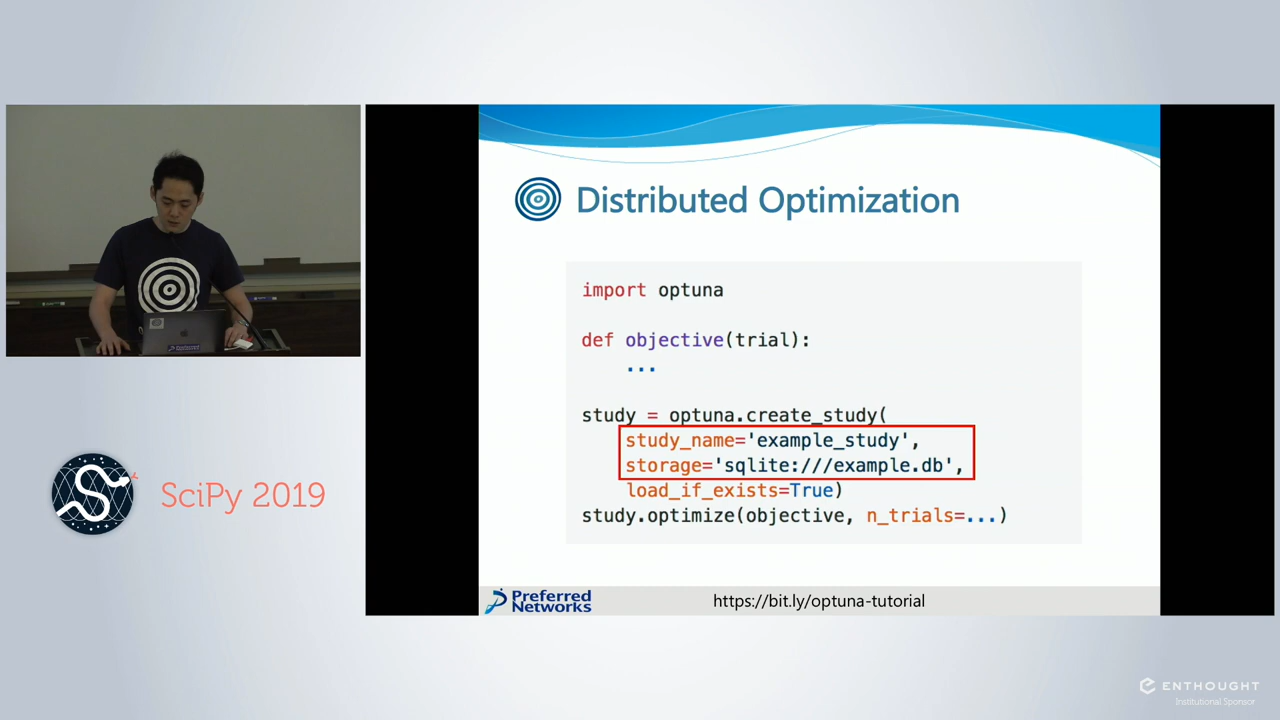 Distributed Optimization
import optuna
def objective(trial):
...
study = optuna.create_study(
study_name='example_study',
storage='sqlite:///example.db',
load_if_exists=True)
study.optimize(objective, n_trials=...)
Preferred
Networks
https://bit.ly/optuna-tutorial
SciPy 2019
ENTHOUGHT
Institutional Sponsor